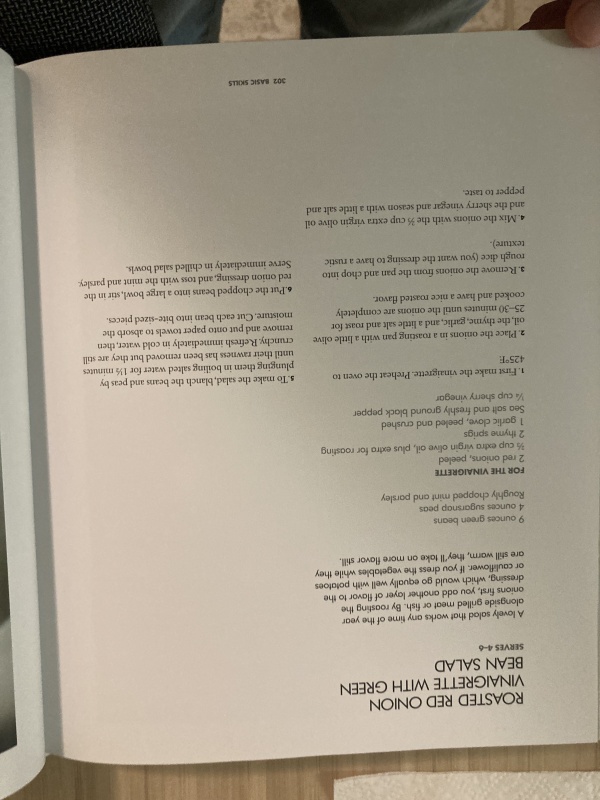 ROASTED RED ONION
VINAIGRETTE WITH GREEN
BEAN SALAD
SERVES 4–6
A lovely salad that works any time of the year
alongside grilled meat or fish. By roasting the
onions first, you add another layer of flavor to the
dressing, which would go equally well with potatoes
or cauliflower. If you dress the vegetables while they
are still warm, they'll take on more flavor still.
9 ounces green beans
4 ounces sugarsnap peas
Roughly chopped mint and parsley
FOR THE VINAIGRETTE
2 red onions, peeled
⅔ cup extra virgin olive oil, plus extra for roasting
2 thyme sprigs
1 garlic clove, peeled and crushed
Sea salt and freshly ground black pepper
¼ cup sherry vinegar
1. First make the vinaigrette. Preheat the oven to
425°F
2. Place the onions in a roasting pan with a little olive
oil, the thyme, garlic, and a little salt and roast for
25–30 minutes until the onions are completely
cooked and have a nice roasted flavor.
3. Remove the onions from the pan and chop into
rough dice (you want the dressing to have a rustic
texture).
4. Mix the onions with the ⅔ cup extra virgin olive oil
and the sherry vinegar and season with a little salt and
pepper to taste.
5. To make the salad, blanch the beans and peas by
plunging them in boiling salted water for 1½ minutes
until their rawness has been removed but they are still
crunchy. Refresh immediately in cold water, then
remove and put onto paper towels to absorb the
moisture. Cut each bean into bite-sized pieces.
6. Put the chopped beans into a large bowl, stir in the
red onion dressing, and toss with the mint and parsley.
Serve immediately in chilled salad bowls.
302 BASIC SKILLS